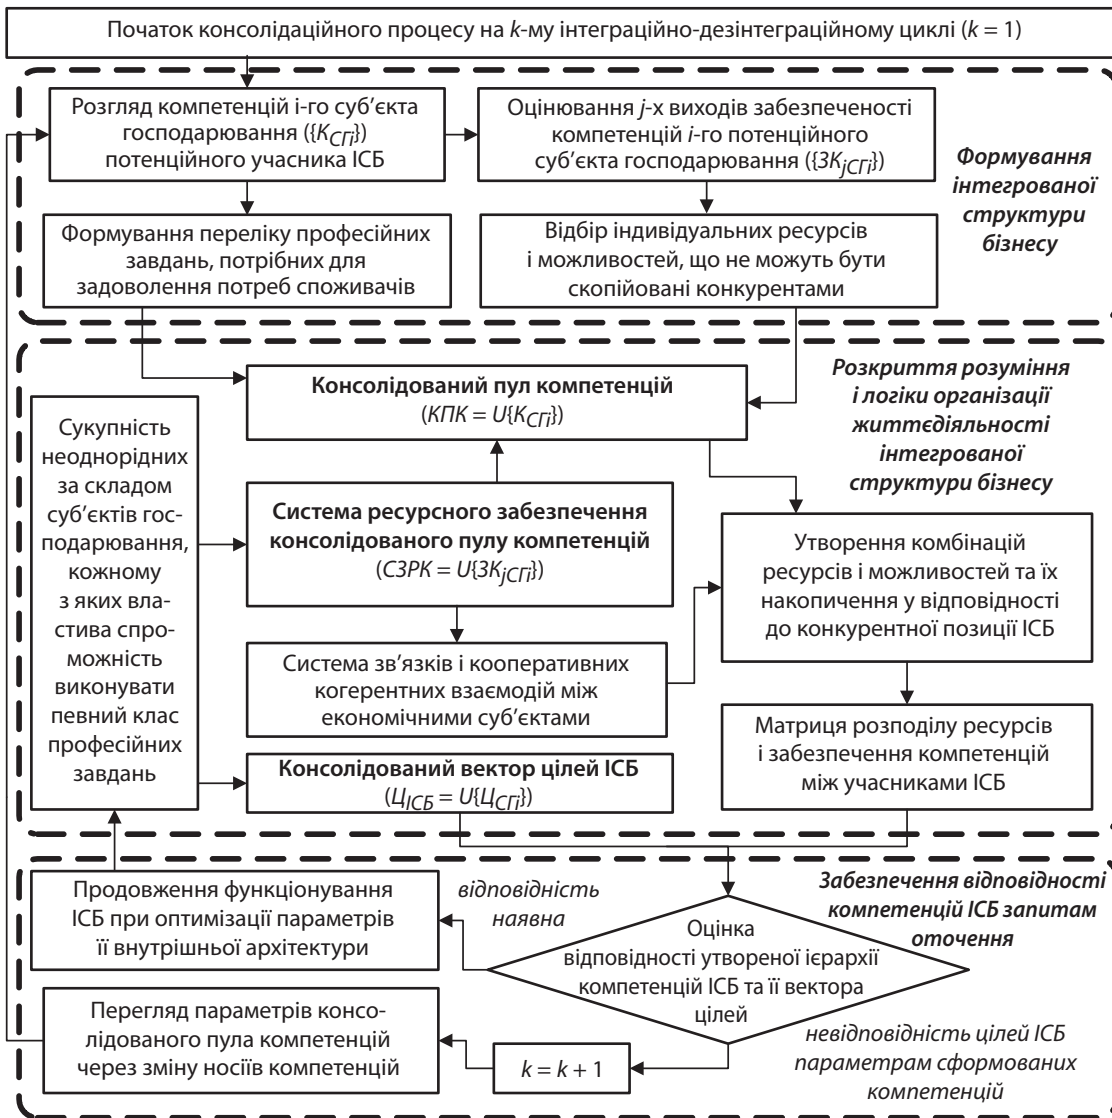 Початок консолідаційного процесу на k-му інтеграційно-дезінтеграційному циклі (k = 1)
Розгляд компетенцій і-го суб’єкта
господарювання ({K_СГi})
потенційного учасника ІСБ
Оцінювання j-х виходів забезпеченості
компетенцій i-го потенційного
суб’єкта господарювання ({ЗK_jСГi})
Формування
інтегрованої
структури
бізнесу
Формування переліку професійних
завдань, потрібних для
задоволення потреб споживачів
Відбір індивідуальних ресурсів
і можливостей, що не можуть бути
скопійовані конкурентами
Розкриття розуміння
і логіки організації
життєдіяльності
інтегрованої
структури бізнесу
Консолідований пул компетенцій
(КПК = U{K_СГi})
Сукупність
неоднорідних
за складом
суб’єктів гос-
подарювання,
кожному
з яких вла-
стива спро-
можність
виконувати
певний клас
професійних
завдань
Система ресурсного забезпечення
консолідованого пулу компетенцій
(СЗРК = U{ЗK_jСГi})
Утворення комбінацій
ресурсів і можливостей та їх
накопичення у відповідності
до конкурентної позиції ІСБ
Система зв’язків і кооперативних
когерентних взаємодій між
економічними суб’єктами
Матриця розподілу ресурсів
і забезпечення компетенцій
між учасниками ІСБ
Консолідований вектор цілей ІСБ
(Ц_ІСБ = U{Ц_СГi})
Забезпечення відповідності
компетенцій ІСБ запитам
оточення
Продовження функціонування
ІСБ при оптимізації параметрів
її внутрішньої архітектури
відповідність
наявна
Оцінка
відповідності утвореної ієрархії
компетенцій ІСБ та її вектора
цілей
Перегляд параметрів консо-
лідованого пула компетенцій
через зміну носіїв компетенцій
k = k + 1
невідповідність цілей ІСБ
параметрам сформованих
компетенцій